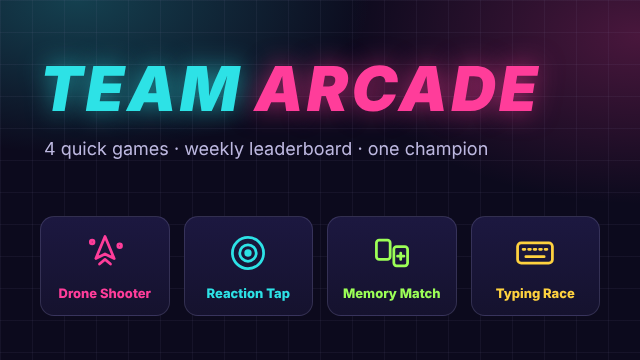 TEAM ARCADE
4 quick games · weekly leaderboard · one champion
Drone Shooter
Reaction Tap
Memory Match
Typing Race